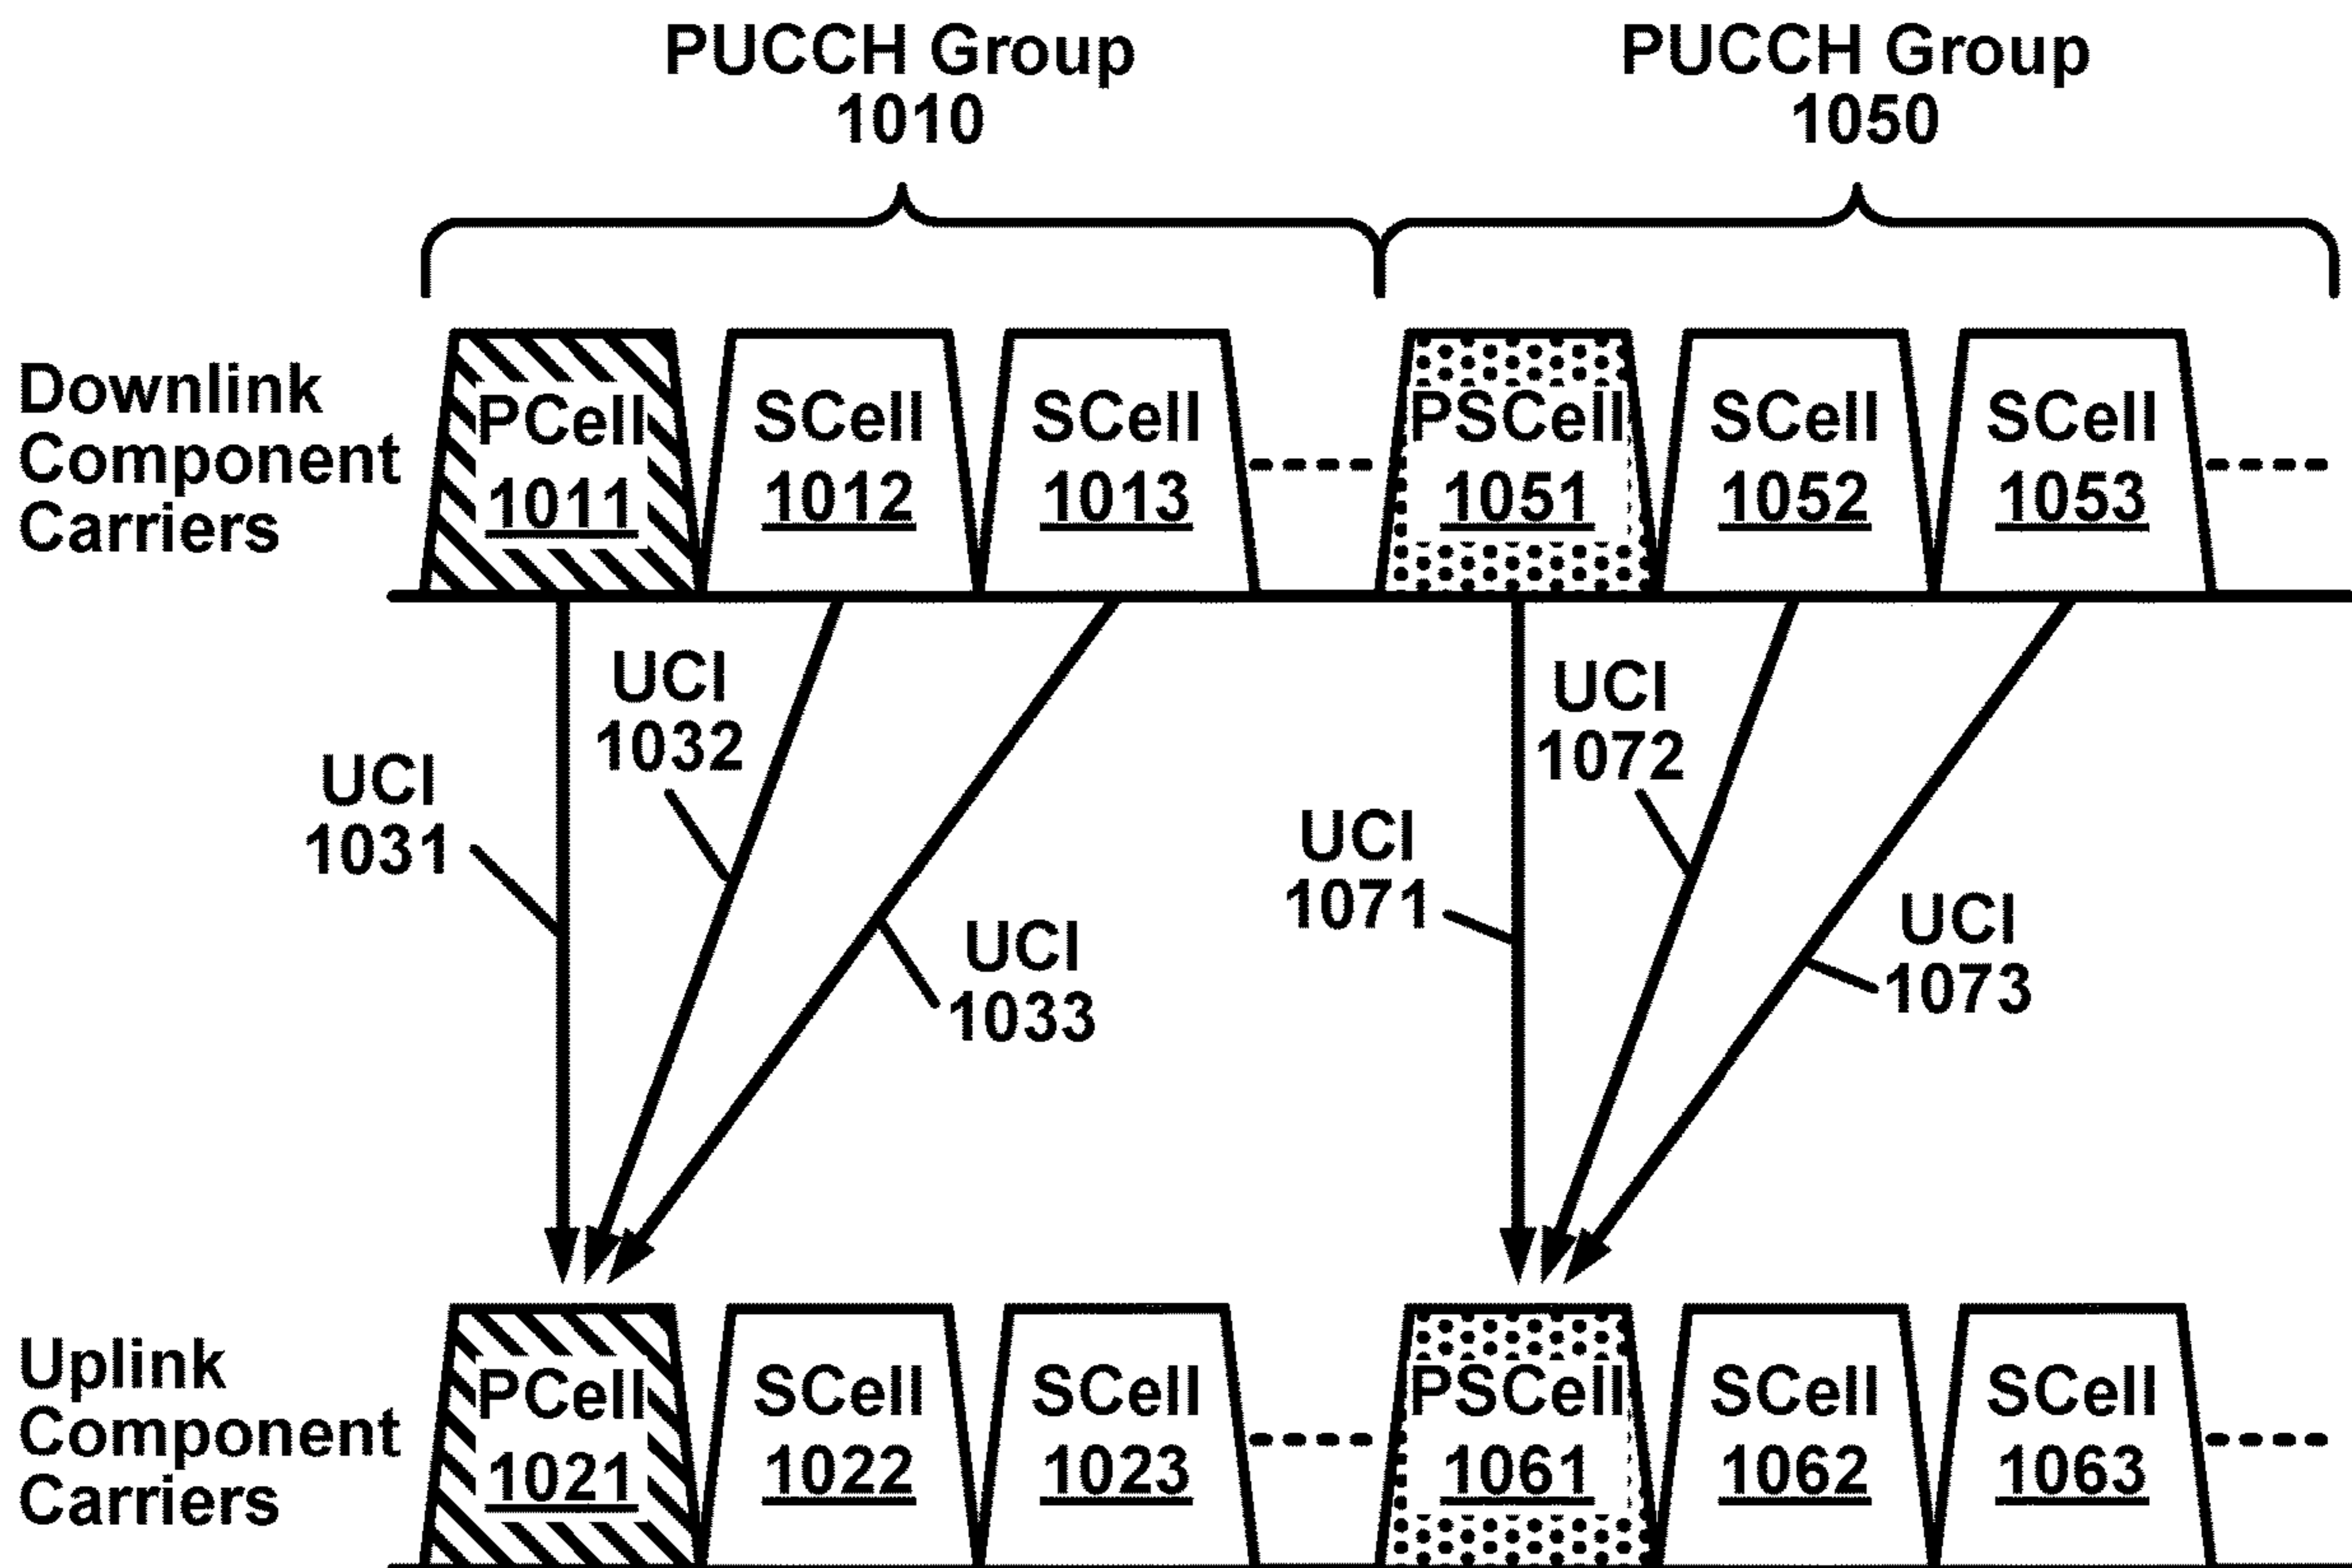 PUCCH Group
1010
PUCCH Group
1050
Downlink
Component
Carriers
PCell
1011
SCell
1012
SCell
1013
PSCell
1051
SCell
1052
SCell
1053
UCI
1031
UCI
1032
UCI
1033
UCI
1071
UCI
1072
UCI
1073
Uplink
Component
Carriers
PCell
1021
SCell
1022
SCell
1023
PSCell
1061
SCell
1062
SCell
1063